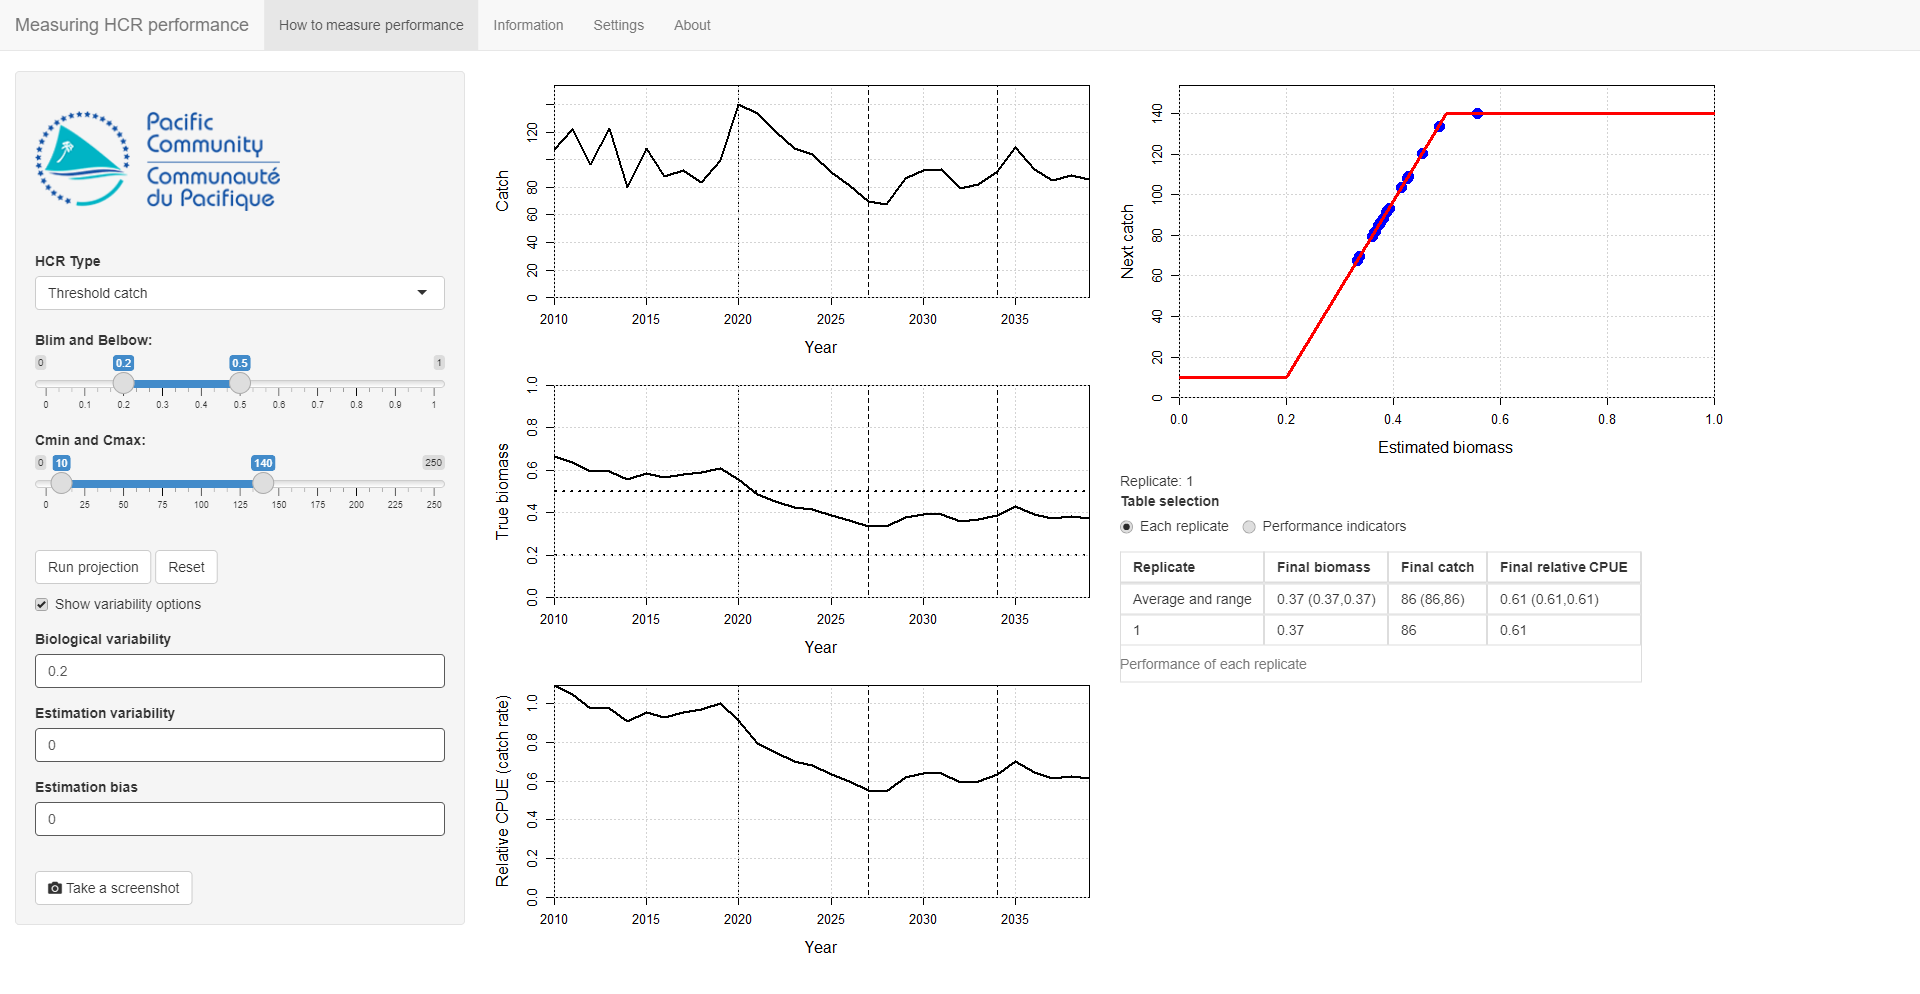 Measuring HCR performance
How to measure performance
Information
Settings
About
Pacific
Community
Communauté
du Pacifique
HCR Type
Threshold catch
Blim and Belbow:
0 0.2 0.5 1
0 0.1 0.2 0.3 0.4 0.5 0.6 0.7 0.8 0.9 1
Cmin and Cmax:
0 10 140 250
0 25 50 75 100 125 150 175 200 225 250
Run projection
Reset
Show variability options
Biological variability
0.2
Estimation variability
0
Estimation bias
0
Take a screenshot
Catch
0 20 40 60 80 120
2010 2015 2020 2025 2030 2035
Year
True biomass
0.0 0.2 0.4 0.6 0.8 1.0
2010 2015 2020 2025 2030 2035
Year
Relative CPUE (catch rate)
0.0 0.2 0.4 0.6 0.8 1.0
2010 2015 2020 2025 2030 2035
Year
Next catch
0 20 40 60 80 100 120 140
0.0 0.2 0.4 0.6 0.8 1.0
Estimated biomass
Replicate: 1
Table selection
Each replicate Performance indicators
Replicate Final biomass Final catch Final relative CPUE
Average and range 0.37 (0.37,0.37) 86 (86,86) 0.61 (0.61,0.61)
1 0.37 86 0.61
Performance of each replicate